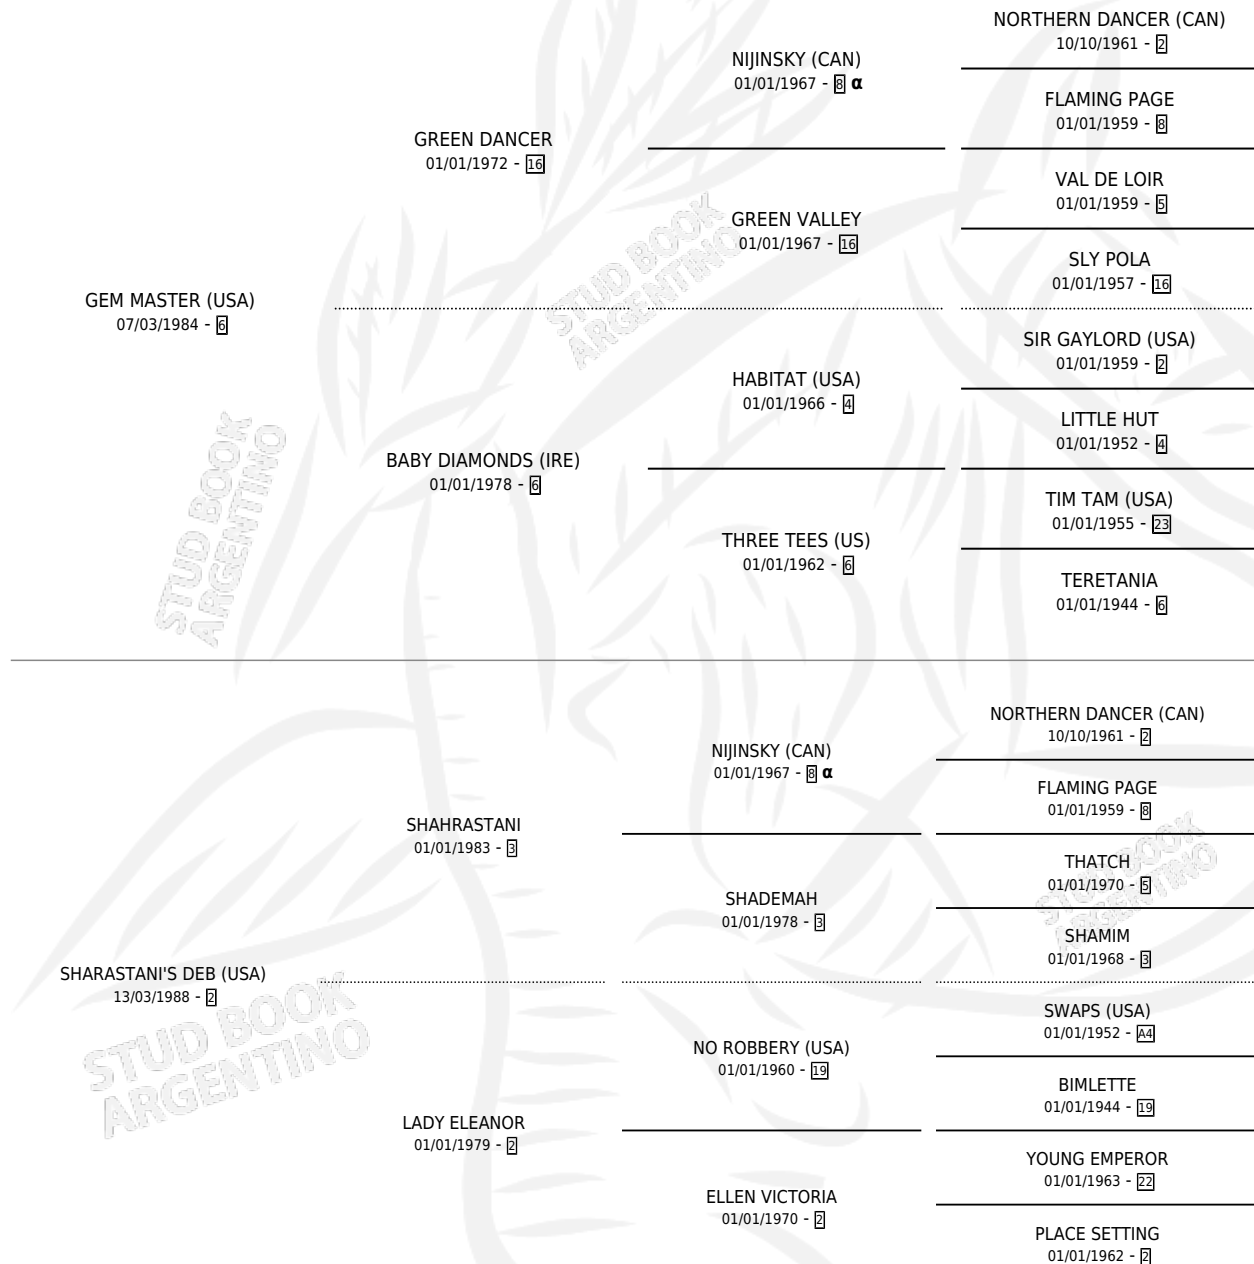 NORTHERN DANCER (CAN)
10/10/1961 - 2
NIJINSKY (CAN)
01/01/1967 - 8 α
FLAMING PAGE
01/01/1959 - 8
GREEN DANCER
01/01/1972 - 16
VAL DE LOIR
01/01/1959 - 5
GREEN VALLEY
01/01/1967 - 16
SLY POLA
01/01/1957 - 16
GEM MASTER (USA)
07/03/1984 - 6
SIR GAYLORD (USA)
01/01/1959 - 2
HABITAT (USA)
01/01/1966 - 4
LITTLE HUT
01/01/1952 - 4
BABY DIAMONDS (IRE)
01/01/1978 - 6
TIM TAM (USA)
01/01/1955 - 23
THREE TEES (US)
01/01/1962 - 6
TERETANIA
01/01/1944 - 6
STUD BOOK
ARGENTINO
STUD BOOK
ARGENTINO
NORTHERN DANCER (CAN)
10/10/1961 - 2
NIJINSKY (CAN)
01/01/1967 - 8 α
FLAMING PAGE
01/01/1959 - 8
SHAHRASTANI
01/01/1983 - 3
THATCH
01/01/1970 - 5
SHADEMAH
01/01/1978 - 3
SHAMIM
01/01/1968 - 3
SHARASTANI'S DEB (USA)
13/03/1988 - 2
SWAPS (USA)
01/01/1952 - A4
NO ROBBERY (USA)
01/01/1960 - 19
BIMLETTE
01/01/1944 - 19
LADY ELEANOR
01/01/1979 - 2
YOUNG EMPEROR
01/01/1963 - 22
ELLEN VICTORIA
01/01/1970 - 2
PLACE SETTING
01/01/1962 - 2
STUD BOOK
ARGENTINO
STUD BOOK
ARGENTINO